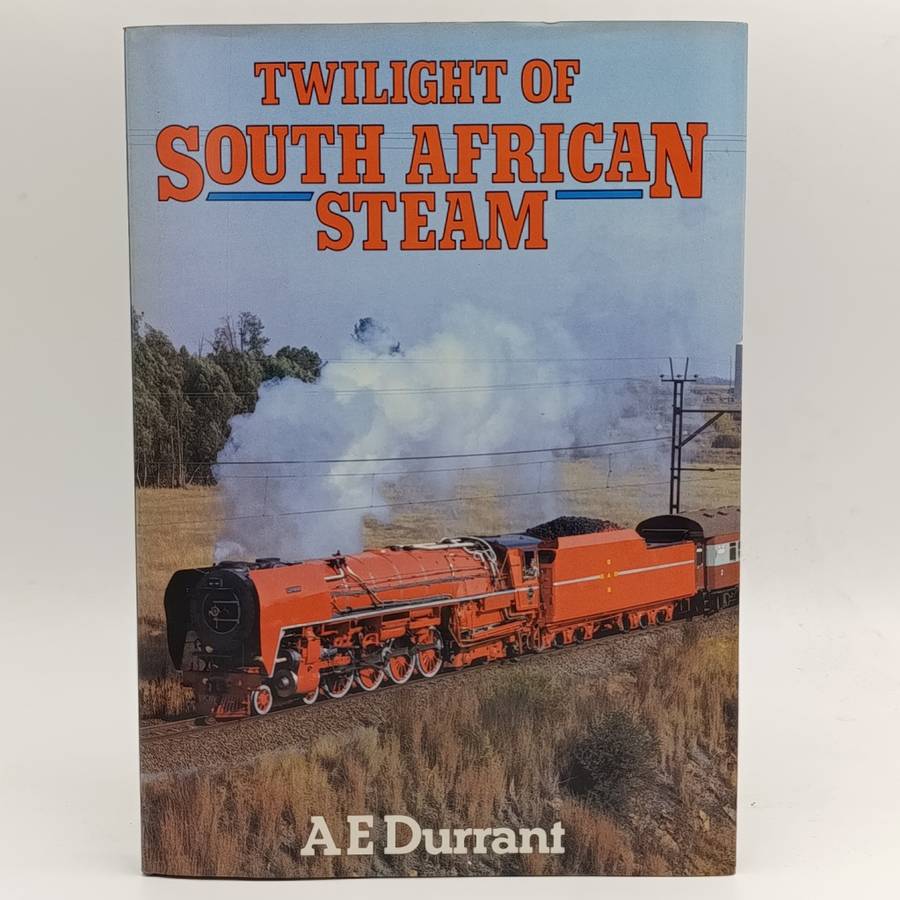 TWILIGHT OF
SOUTH AFRICAN
STEAM
A E Durrant